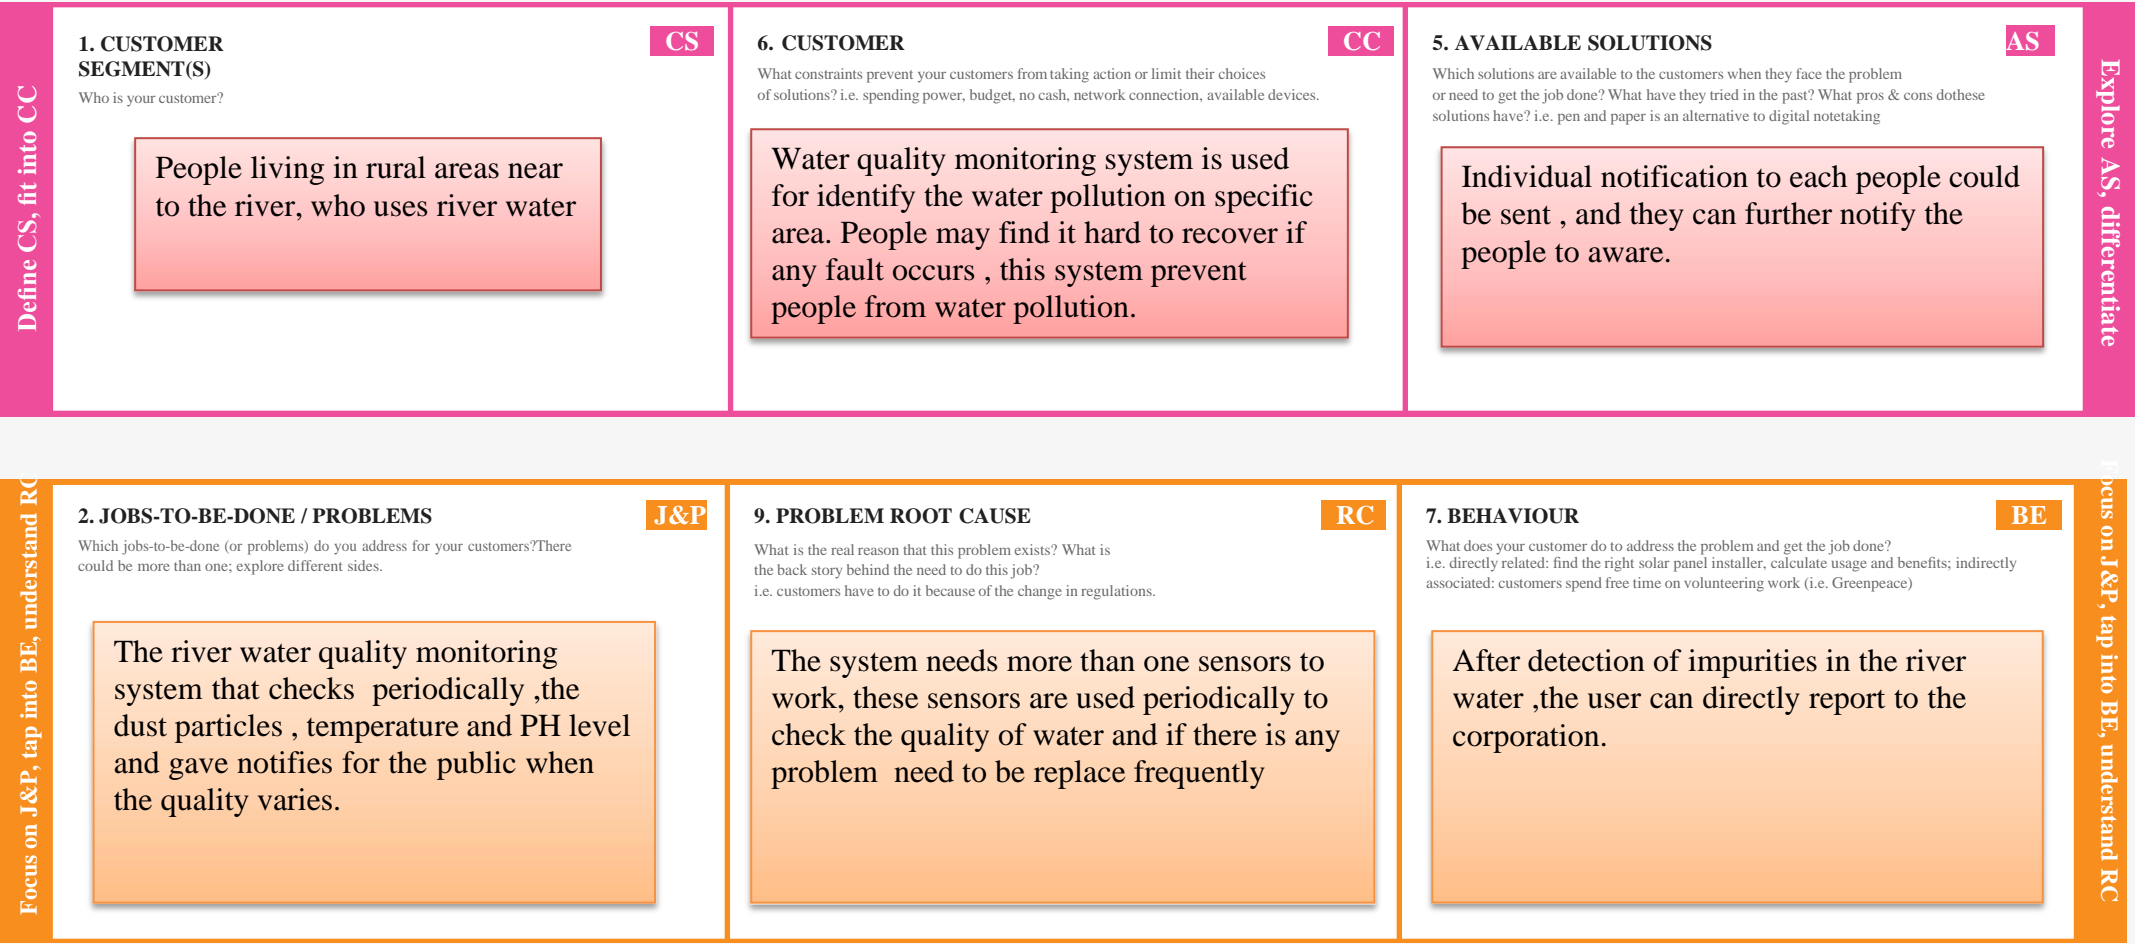 Define CS, fit into CC
1. CUSTOMER
SEGMENT(S)
Who is your customer?
CS
People living in rural areas near
to the river, who uses river water
6. CUSTOMER
What constraints prevent your customers from taking action or limit their choices
of solutions? i.e. spending power, budget, no cash, network connection, available devices.
CC
Water quality monitoring system is used
for identify the water pollution on specific
area. People may find it hard to recover if
any fault occurs , this system prevent
people from water pollution.
5. AVAILABLE SOLUTIONS
Which solutions are available to the customers when they face the problem
or need to get the job done? What have they tried in the past? What pros & cons dothese
solutions have? i.e. pen and paper is an alternative to digital notetaking
AS
Individual notification to each people could
be sent , and they can further notify the
people to aware.
Explore AS, differentiate
Focus on J&P, tap into BE, understand RC
2. JOBS-TO-BE-DONE / PROBLEMS
Which jobs-to-be-done (or problems) do you address for your customers?There
could be more than one; explore different sides.
J&P
The river water quality monitoring
system that checks periodically ,the
dust particles , temperature and PH level
and gave notifies for the public when
the quality varies.
9. PROBLEM ROOT CAUSE
What is the real reason that this problem exists? What is
the back story behind the need to do this job?
i.e. customers have to do it because of the change in regulations.
RC
The system needs more than one sensors to
work, these sensors are used periodically to
check the quality of water and if there is any
problem need to be replace frequently
7. BEHAVIOUR
What does your customer do to address the problem and get the job done?
i.e. directly related: find the right solar panel installer, calculate usage and benefits; indirectly
associated: customers spend free time on volunteering work (i.e. Greenpeace)
BE
After detection of impurities in the river
water ,the user can directly report to the
corporation.
Focus on J&P, tap into BE, understand RC